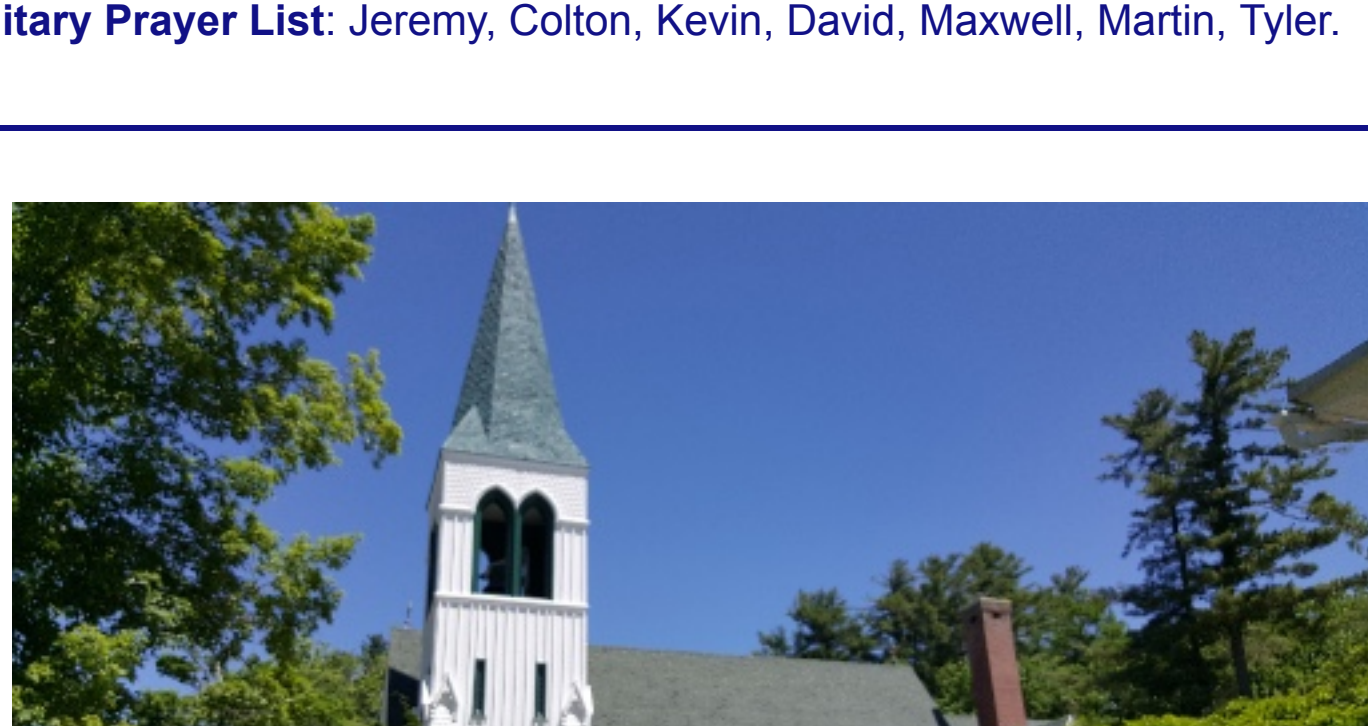 itary Prayer List: Jeremy, Colton, Kevin, David, Maxwell, Martin, Tyler.